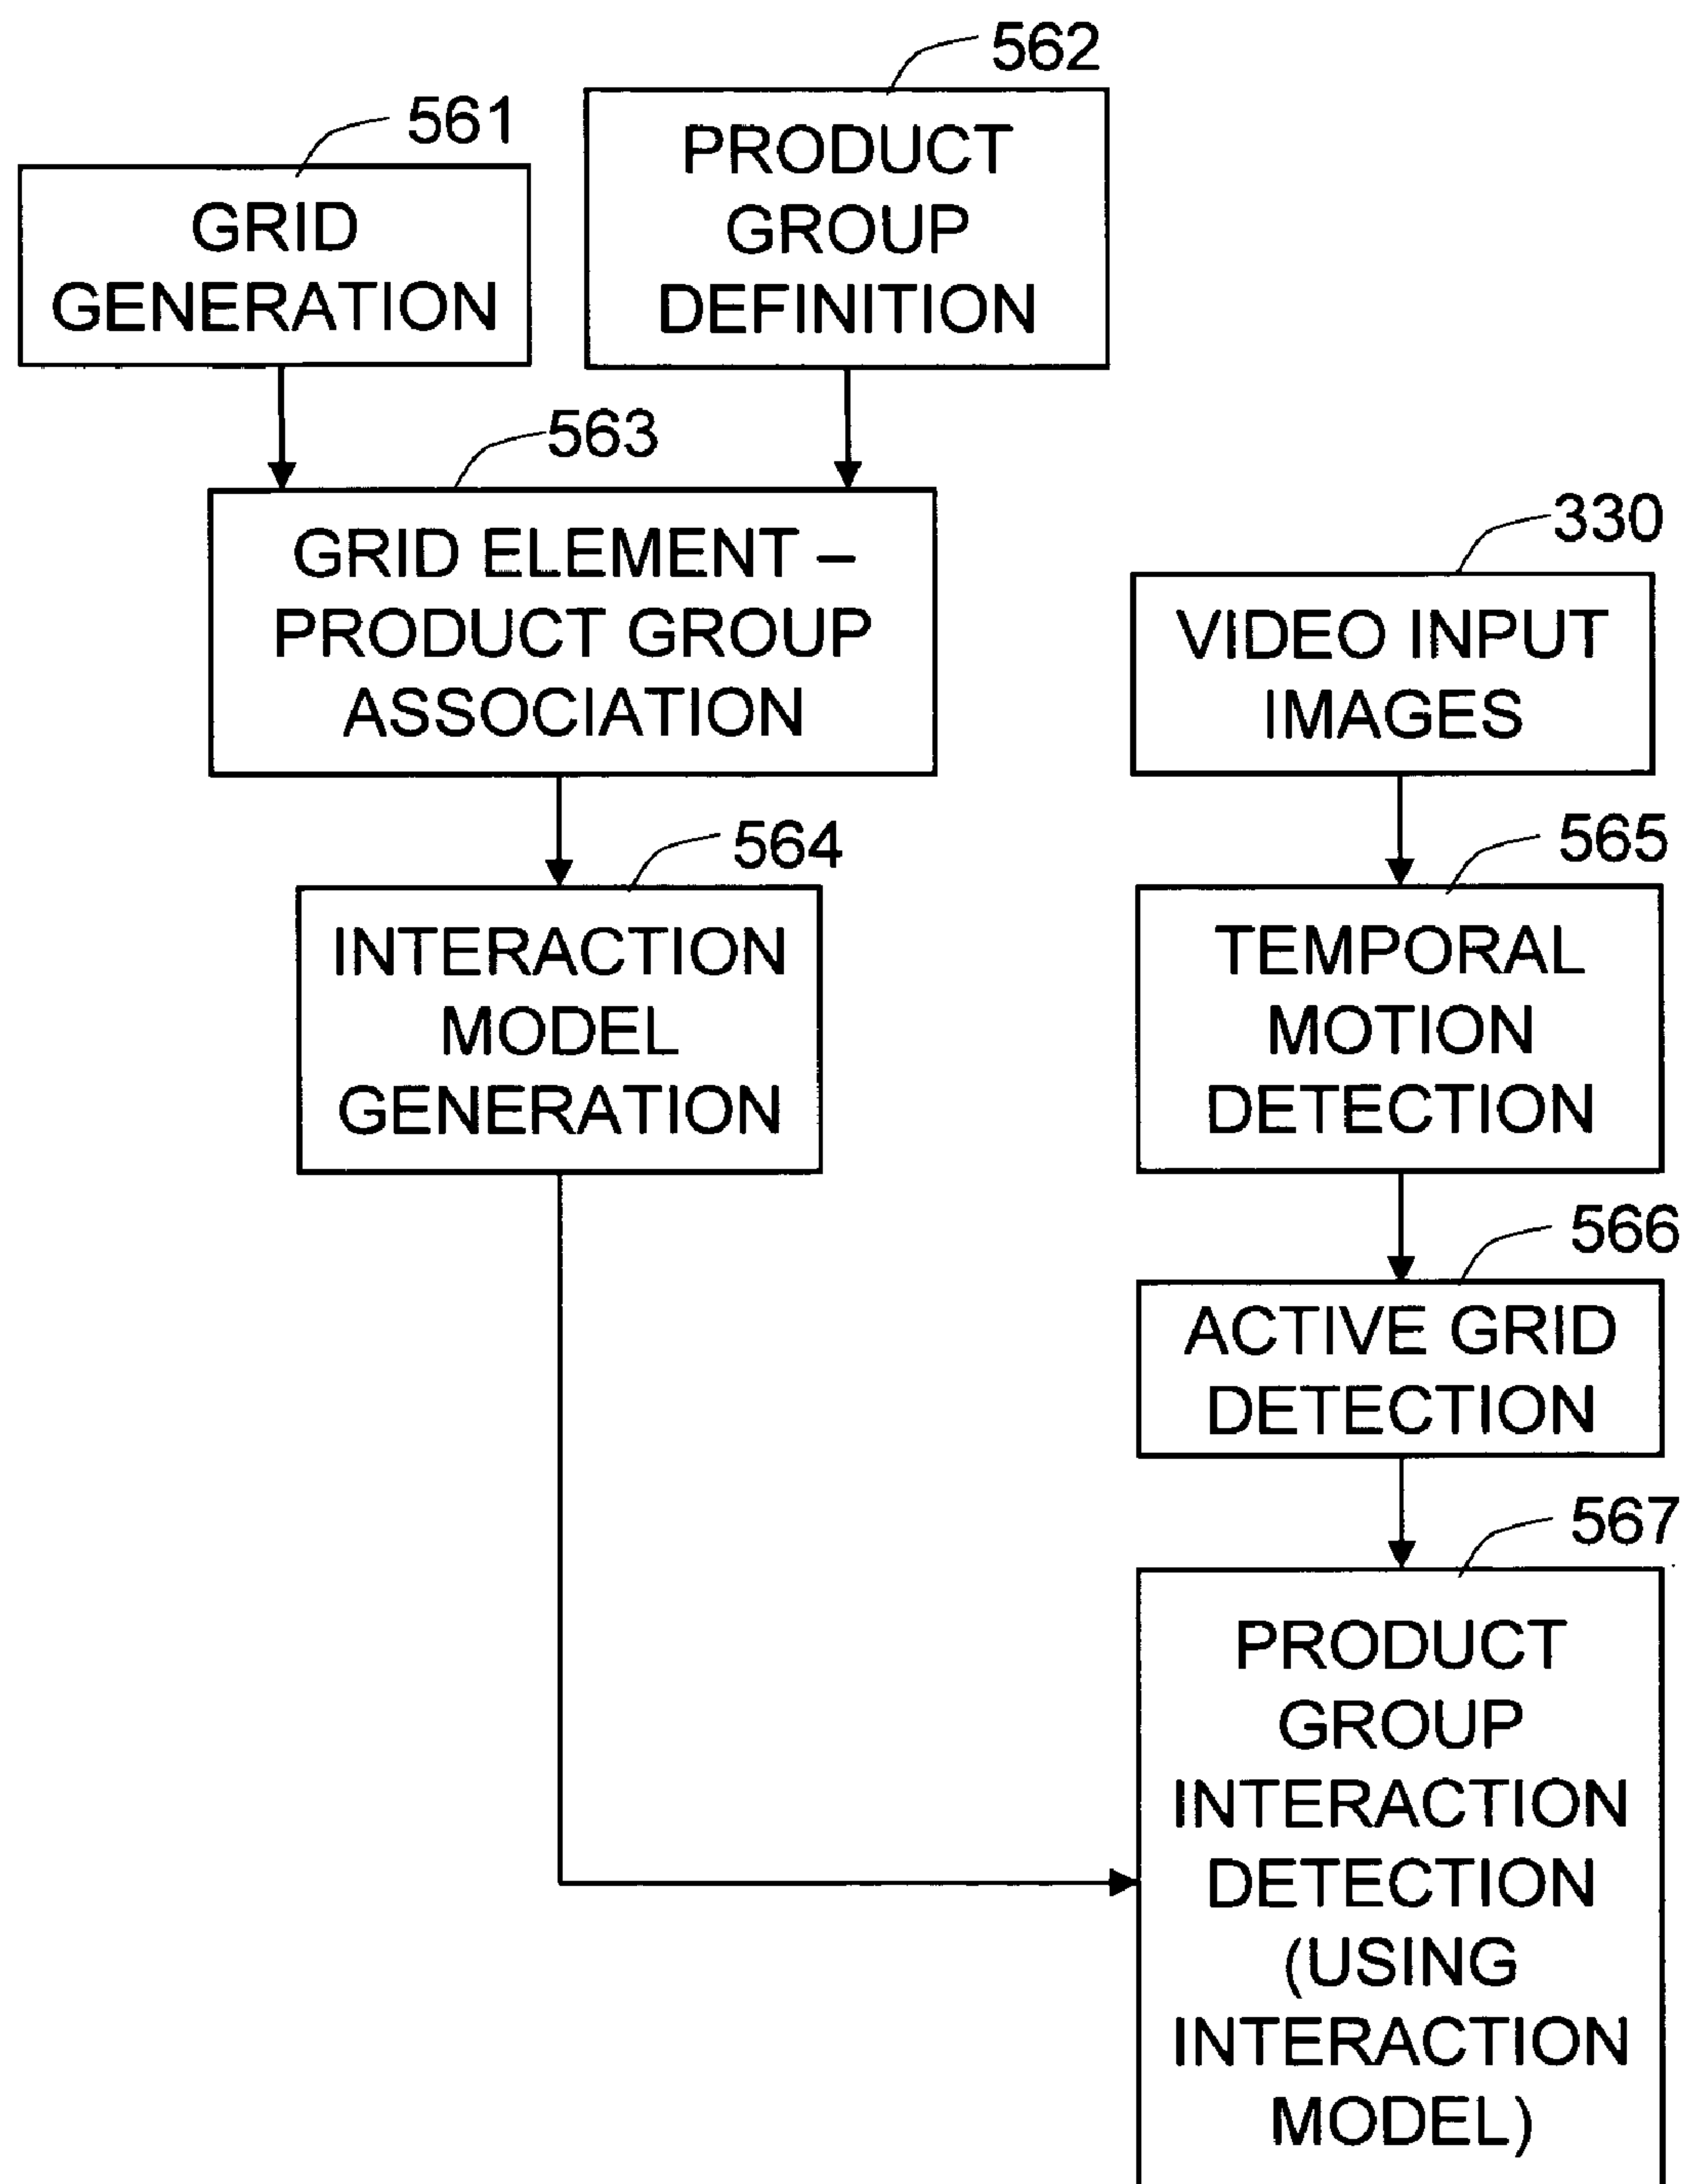 562
PRODUCT
GROUP
DEFINITION
561
GRID
GENERATION
563
GRID ELEMENT –
PRODUCT GROUP
ASSOCIATION
330
VIDEO INPUT
IMAGES
564
INTERACTION
MODEL
GENERATION
565
TEMPORAL
MOTION
DETECTION
566
ACTIVE GRID
DETECTION
567
PRODUCT
GROUP
INTERACTION
DETECTION
(USING
INTERACTION
MODEL)